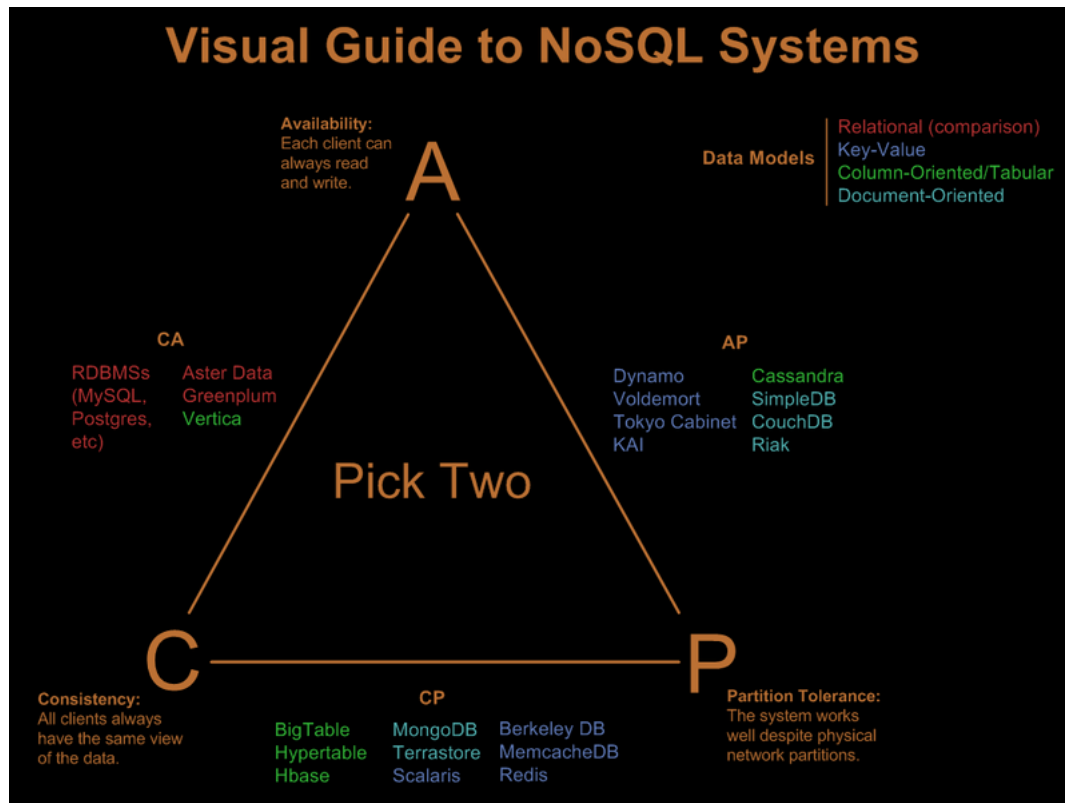 Visual Guide to NoSQL Systems
Availability:
Each client can
always read
and write.
A
Data Models
Relational (comparison)
Key-Value
Column-Oriented/Tabular
Document-Oriented
CA
RDBMSs
(MySQL,
Postgres,
etc)
Aster Data
Greenplum
Vertica
AP
Dynamo
Voldemort
Tokyo Cabinet
KAI
Cassandra
SimpleDB
CouchDB
Riak
Pick Two
C
P
Consistency:
All clients always
have the same view
of the data.
CP
BigTable
Hypertable
Hbase
MongoDB
Terrastore
Scalaris
Berkeley DB
MemcacheDB
Redis
Partition Tolerance:
The system works
well despite physical
network partitions.